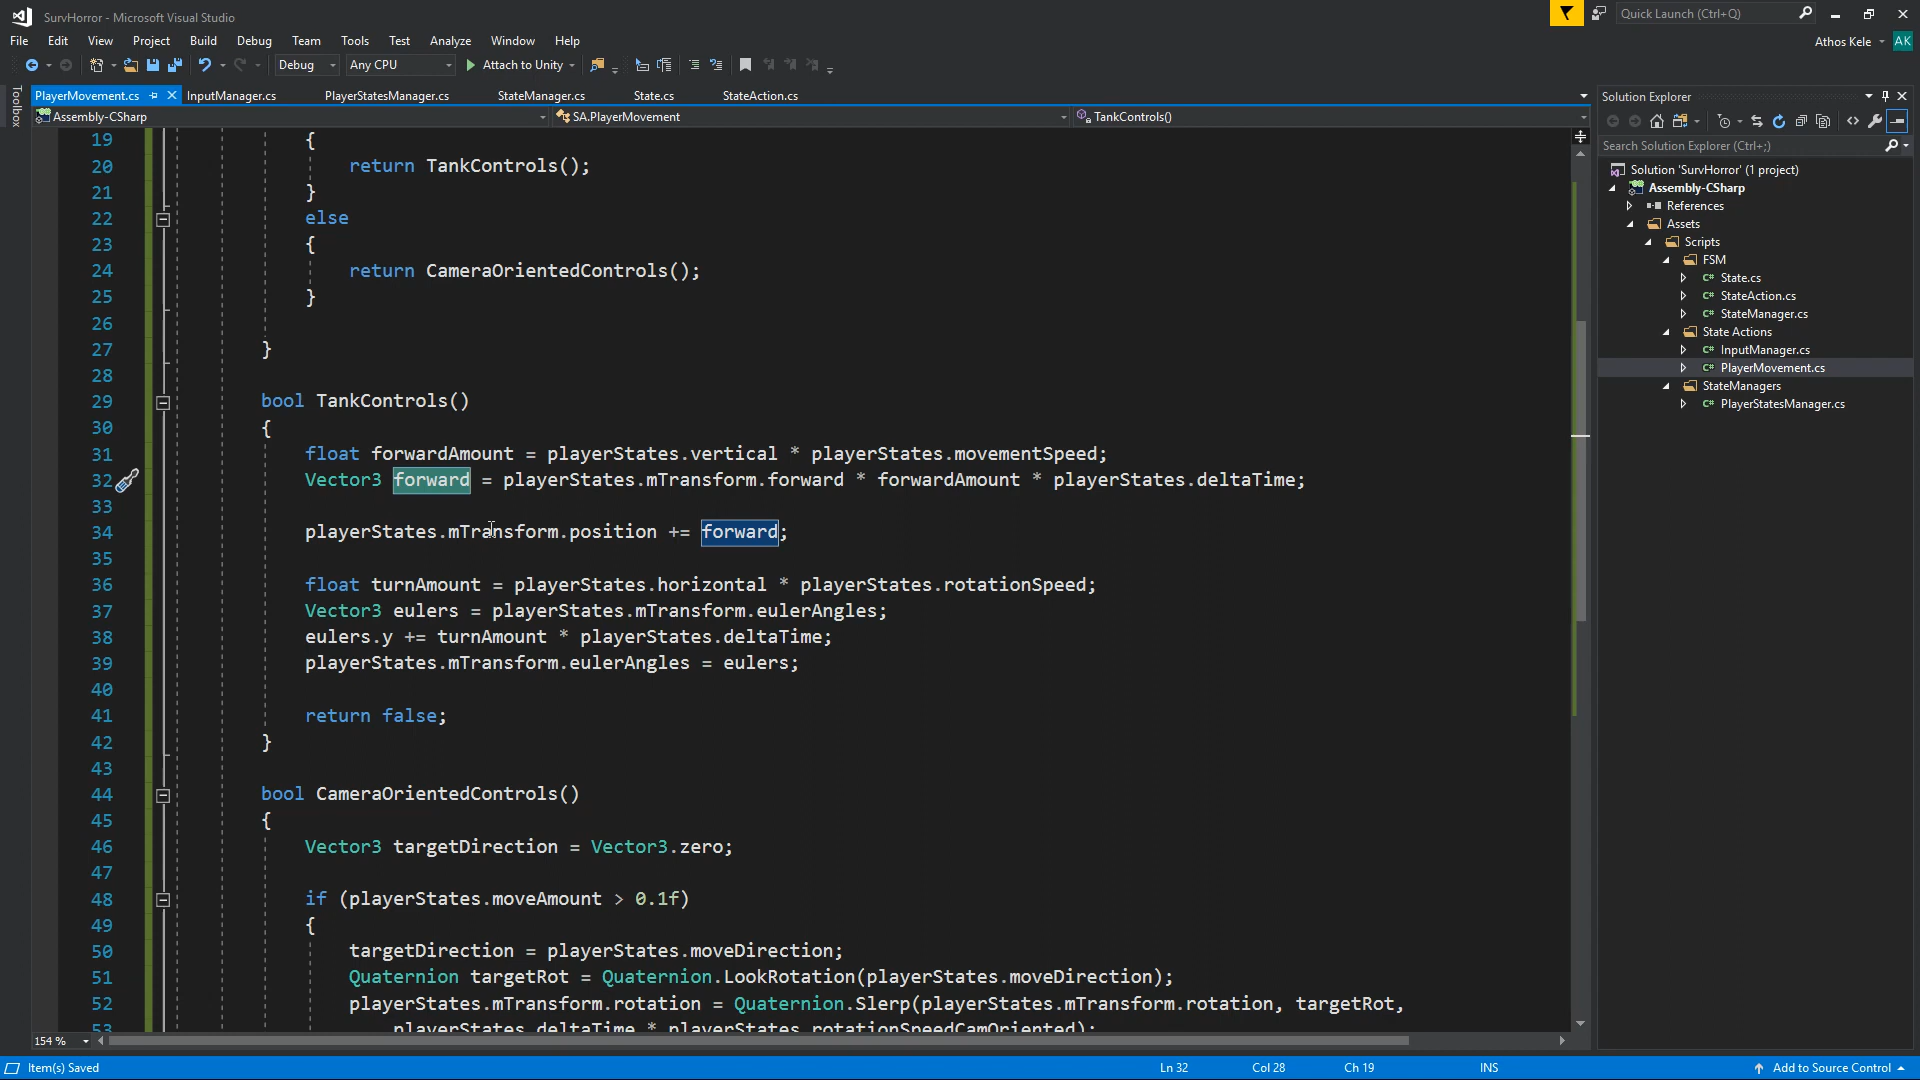 SurvHorror - Microsoft Visual Studio
Quick Launch (Ctrl+Q)
File Edit View Project Build Debug Team Tools Test Analyze Window Help
Athos Kele AK
Debug Any CPU Attach to Unity
Toolbox
PlayerMovement.cs InputManager.cs PlayerStatesManager.cs StateManager.cs State.cs StateAction.cs
Assembly-CSharp SA.PlayerMovement TankControls()
19 {
20 return TankControls();
21 }
22 else
23 {
24 return CameraOrientedControls();
25 }
26
27 }
28
29 bool TankControls()
30 {
31 float forwardAmount = playerStates.vertical * playerStates.movementSpeed;
32 Vector3 forward = playerStates.mTransform.forward * forwardAmount * playerStates.deltaTime;
33
34 playerStates.mTransform.position += forward;
35
36 float turnAmount = playerStates.horizontal * playerStates.rotationSpeed;
37 Vector3 eulers = playerStates.mTransform.eulerAngles;
38 eulers.y += turnAmount * playerStates.deltaTime;
39 playerStates.mTransform.eulerAngles = eulers;
40
41 return false;
42 }
43
44 bool CameraOrientedControls()
45 {
46 Vector3 targetDirection = Vector3.zero;
47
48 if (playerStates.moveAmount > 0.1f)
49 {
50 targetDirection = playerStates.moveDirection;
51 Quaternion targetRot = Quaternion.LookRotation(playerStates.moveDirection);
52 playerStates.mTransform.rotation = Quaternion.Slerp(playerStates.mTransform.rotation, targetRot,
53 playerStates.deltaTime * playerStates.rotationSpeedCamOriented);
154 %
Solution Explorer
Search Solution Explorer (Ctrl+;)
Solution 'SurvHorror' (1 project)
Assembly-CSharp
References
Assets
Scripts
FSM
C# State.cs
C# StateAction.cs
C# StateManager.cs
State Actions
C# InputManager.cs
C# PlayerMovement.cs
StateManagers
C# PlayerStatesManager.cs
Item(s) Saved Ln 32 Col 28 Ch 19 INS Add to Source Control